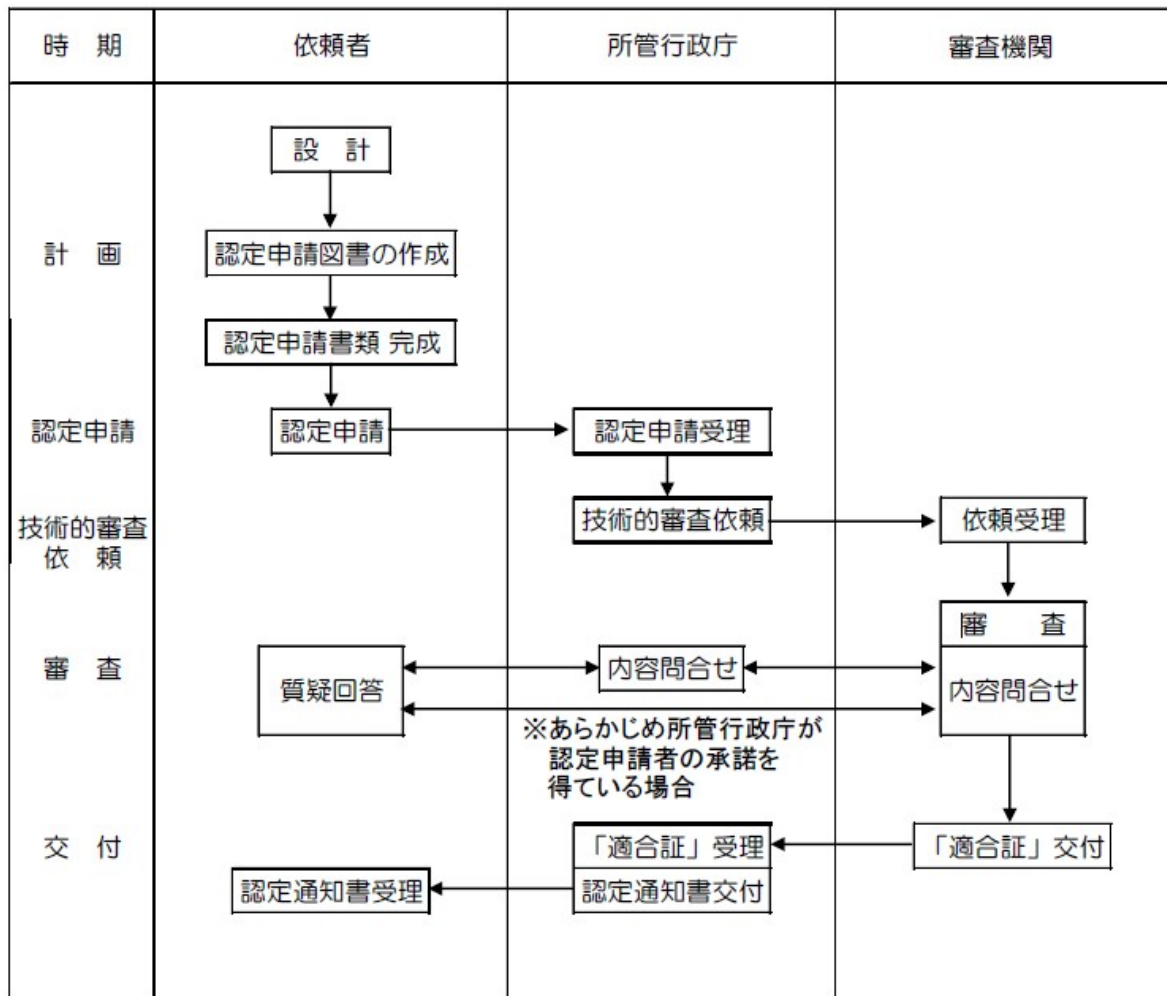 時 期
依頼者
所管行政庁
審査機関
設 計
計 画
認定申請図書の作成
認定申請書類 完成
認定申請
認定申請
認定申請受理
技術的審査
依 頼
技術的審査依頼
依頼受理
審 査
審 査
質疑回答
内容問合せ
内容問合せ
※あらかじめ所管行政庁が
認定申請者の承諾を
得ている場合
交 付
「適合証」受理
「適合証」交付
認定通知書受理
認定通知書交付